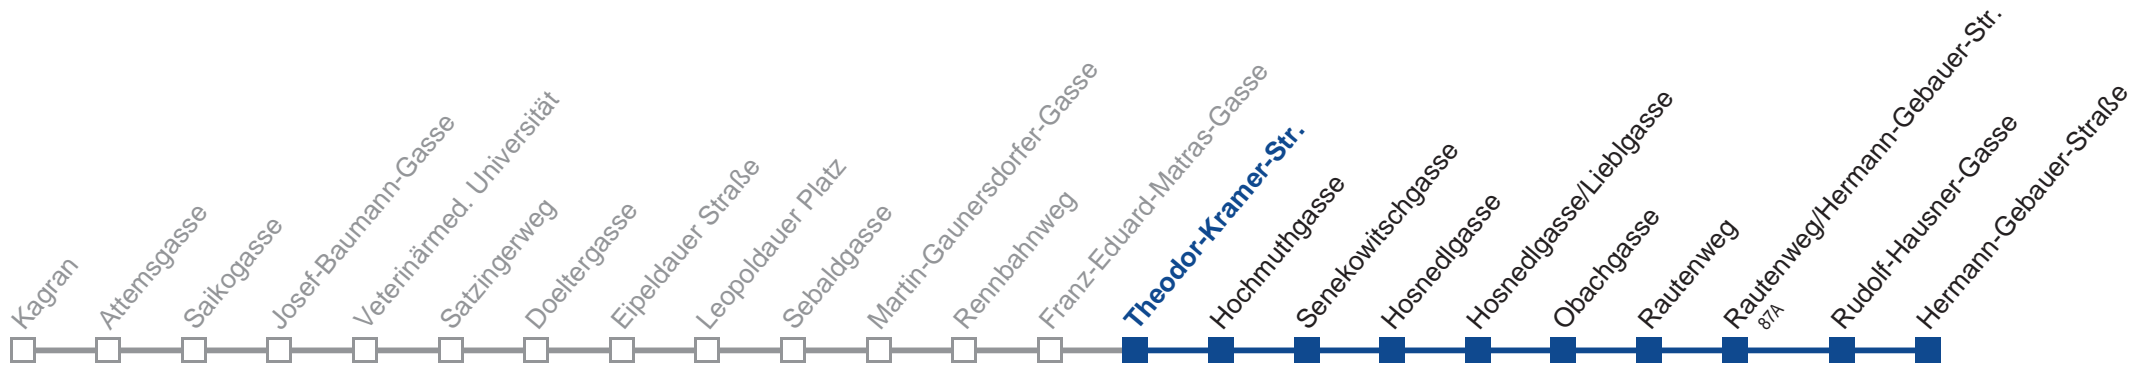 Kagran
Attemsgasse
Saikogasse
Josef-Baumann-Gasse
Veterinärmed. Universität
Satzingerweg
Doeltergasse
Eipeldauer Straße
Leopoldauer Platz
Sebaldgasse
Martin-Gaunersdorfer-Gasse
Rennbahnweg
Franz-Eduard-Matras-Gasse
Theodor-Kramer-Str.
Hochmuthgasse
Senekowitschgasse
Hosnedlgasse
Hosnedlgasse/Lieblgasse
Obachgasse
Rautenweg
Rautenweg/Hermann-Gebauer-Str.
87A
Rudolf-Hausner-Gasse
Hermann-Gebauer-Straße